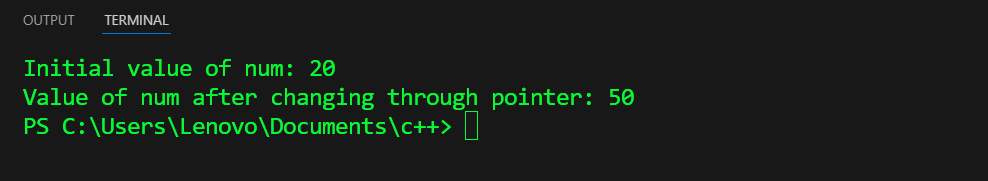 OUTPUT TERMINAL
Initial value of num: 20
Value of num after changing through pointer: 50
PS C:\Users\Lenovo\Documents\c++>